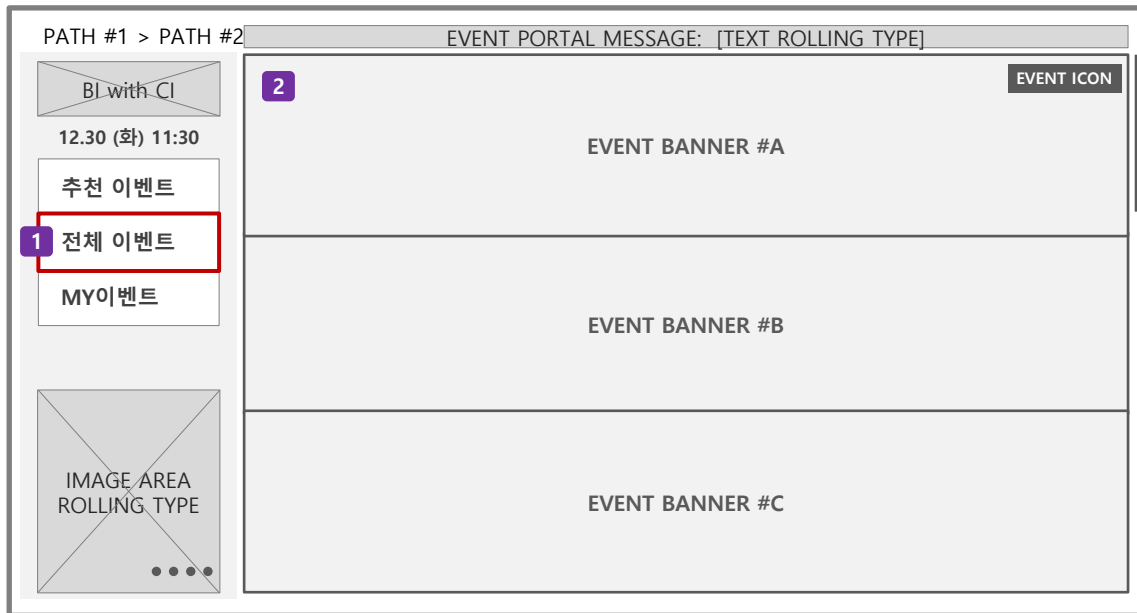 PATH #1 > PATH #2
EVENT PORTAL MESSAGE: [TEXT ROLLING TYPE]
BI with CI
12.30 (화) 11:30
추천 이벤트
1
전체 이벤트
MY이벤트
IMAGE AREA
ROLLING TYPE
2
EVENT ICON
EVENT BANNER #A
EVENT BANNER #B
EVENT BANNER #C